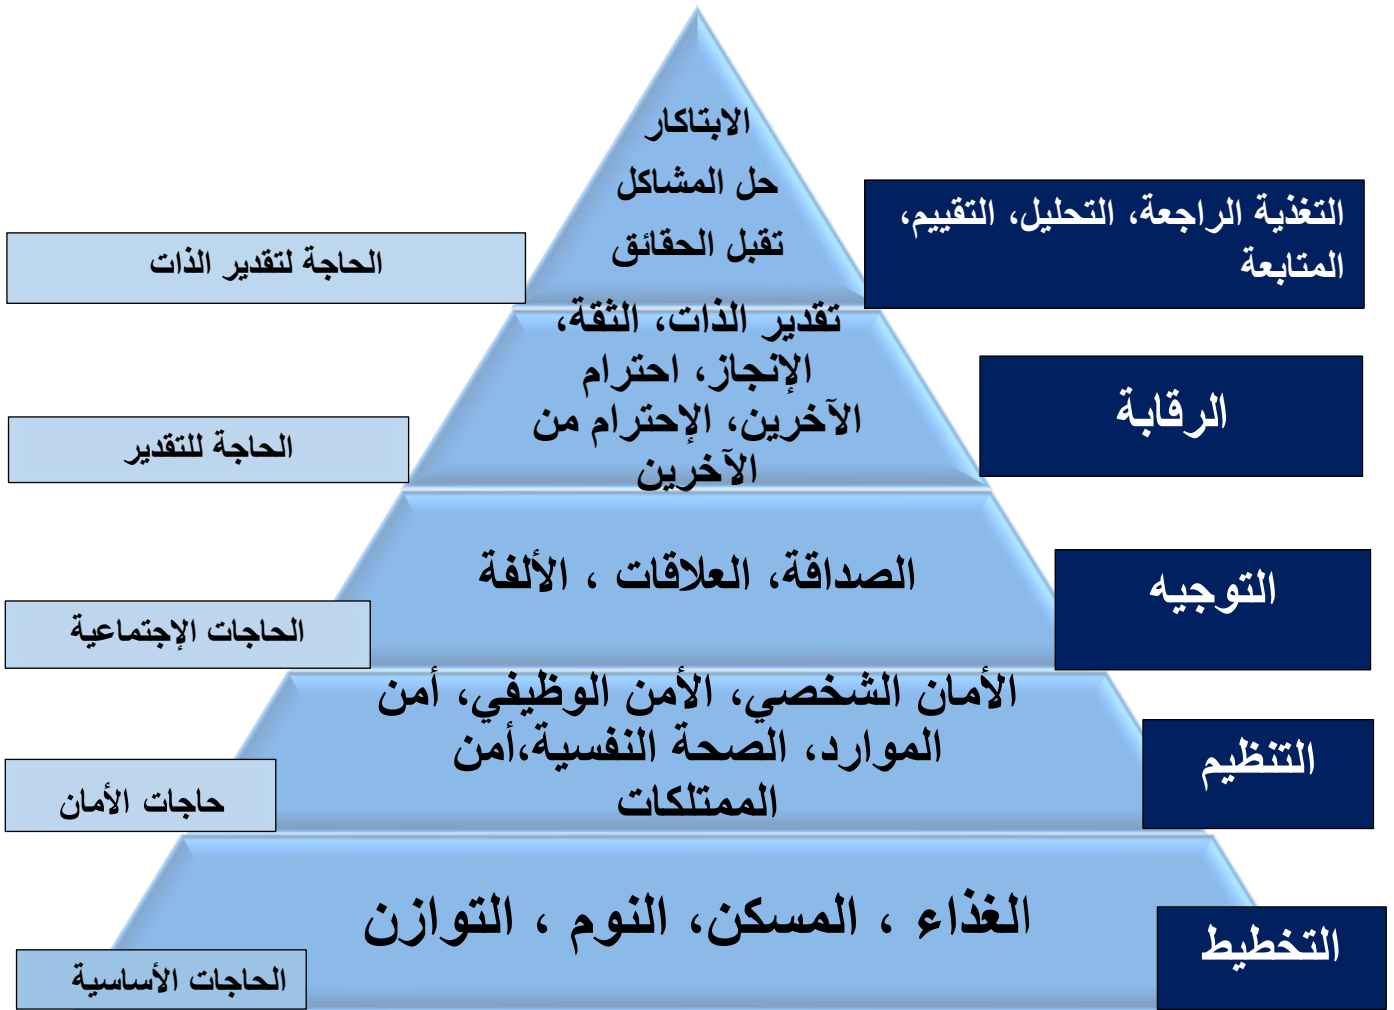 الابتاكار
حل المشاكل
تقبل الحقائق
التغذية الراجعة، التحليل، التقييم،
المتابعة
الحاجة لتقدير الذات
تقدير الذات، الثقة،
الإنجاز، احترام
الآخرين، الإحترام من
الآخرين
الرقابة
الحاجة للتقدير
الصداقة، العلاقات ، الألفة
التوجيه
الحاجات الإجتماعية
الأمان الشخصي، الأمن الوظيفي، أمن
الموارد، الصحة النفسية،أمن
الممتلكات
التنظيم
حاجات الأمان
الغذاء ، المسكن، النوم ، التوازن
التخطيط
الحاجات الأساسية